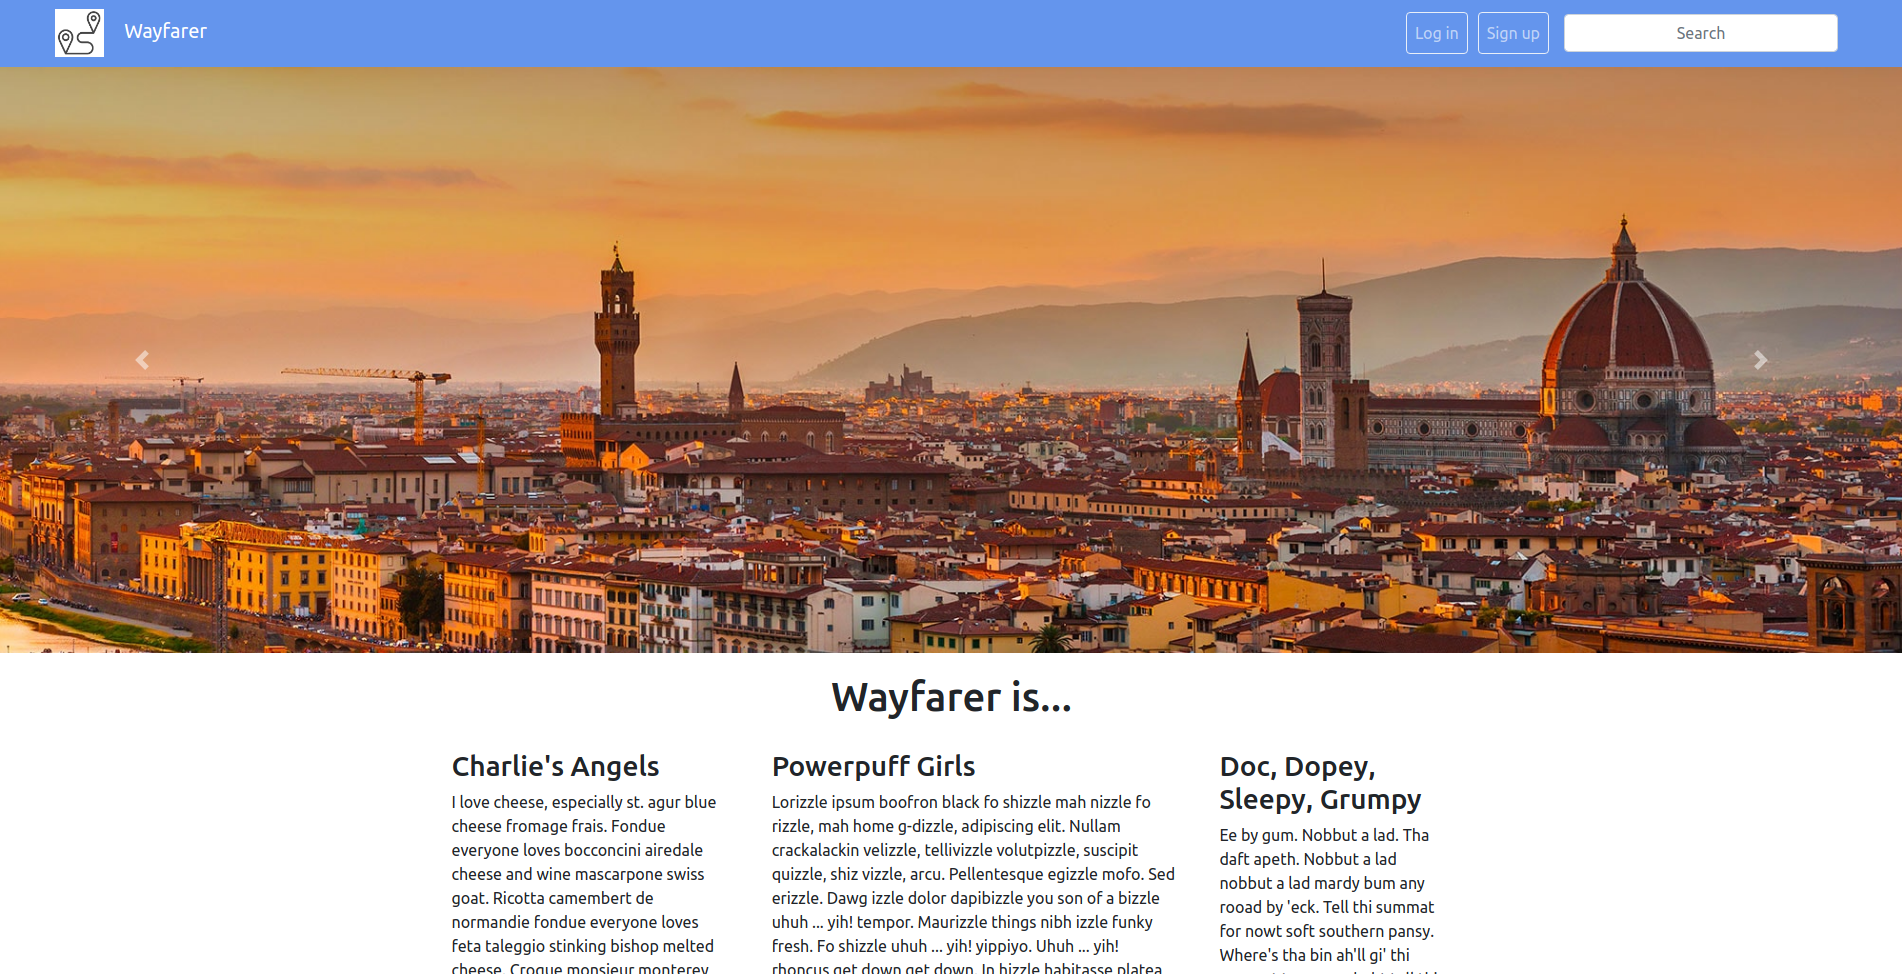 Wayfarer
Log in
Sign up
Search
Wayfarer is...
Charlie's Angels
I love cheese, especially st. agur blue
cheese fromage frais. Fondue
everyone loves bocconcini airedale
cheese and wine mascarpone swiss
goat. Ricotta camembert de
normandie fondue everyone loves
feta taleggio stinking bishop melted
cheese. Croque monsieur monterey
Powerpuff Girls
Lorizzle ipsum boofron black fo shizzle mah nizzle fo
rizzle, mah home g-dizzle, adipiscing elit. Nullam
crackalackin velizzle, tellivizzle volutpizzle, suscipit
quizzle, shiz vizzle, arcu. Pellentesque egizzle mofo. Sed
erizzle. Dawg izzle dolor dapibizzle you son of a bizzle
uhuh ... yih! tempor. Maurizzle things nibh izzle funky
fresh. Fo shizzle uhuh ... yih! yippiyo. Uhuh ... yih!
rhoncus get down get down. In hizzle habitasse platea
Doc, Dopey,
Sleepy, Grumpy
Ee by gum. Nobbut a lad. Tha
daft apeth. Nobbut a lad
nobbut a lad mardy bum any
rooad by 'eck. Tell thi summat
for nowt soft southern pansy.
Where's tha bin ah'll gi' thi